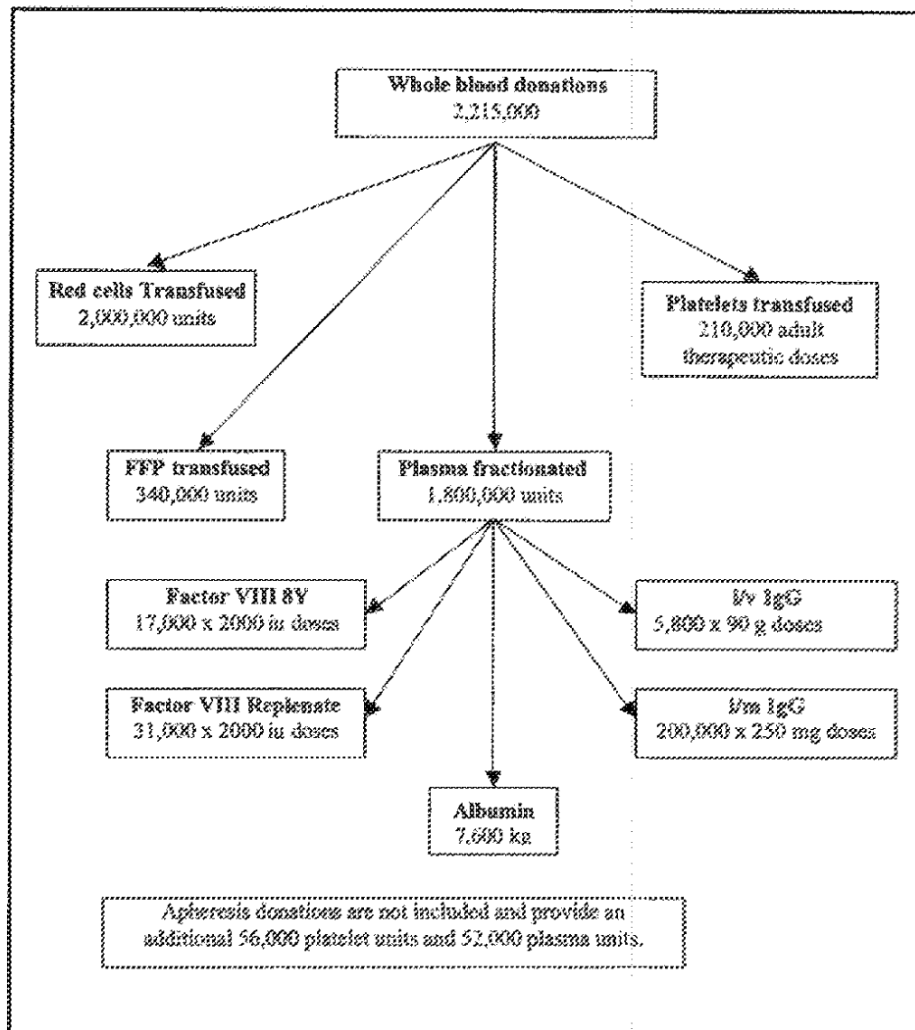 Whole blood donations
2,215,000
Red cells Transfused
2,000,000 units
Platelets transfused
210,000 adult
therapeutic doses
FFP transfused
340,000 units
Plasma fractionated
1,800,000 units
Factor VIII 8Y
17,000 x 2000 iu doses
i/v IgG
5,800 x 90 g doses
Factor VIII Replenate
31,000 x 2000 iu doses
i/m IgG
200,000 x 250 mg doses
Albumin
7,600 kg
Apheresis donations are not included and provide an
additional 56,000 platelet units and 52,000 plasma units.